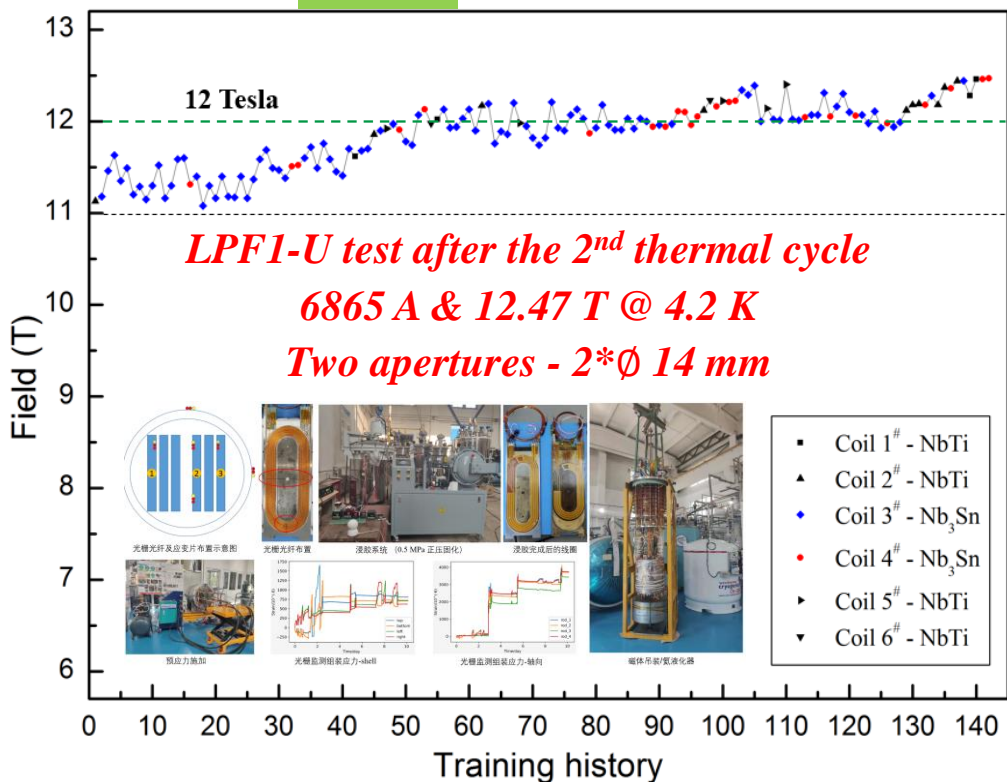 13
12
11
10
9
8
7
6
Field (T)
12 Tesla
LPF1-U test after the 2nd thermal cycle
6865 A & 12.47 T @ 4.2 K
Two apertures - 2*∅ 14 mm
1
2
3
光栅光纤及应变片布置示意图
光栅光纤布置
浸胶系统 (0.5 MPa 正压固化)
浸胶完成后的线圈
预应力施加
光栅监测组装应力-shell
光栅监测组装应力-轴向
磁体吊装/氦液化器
Coil 1# - NbTi
Coil 2# - NbTi
Coil 3# - Nb3Sn
Coil 4# - Nb3Sn
Coil 5# - NbTi
Coil 6# - NbTi
0 10 20 30 40 50 60 70 80 90 100 110 120 130 140
Training history